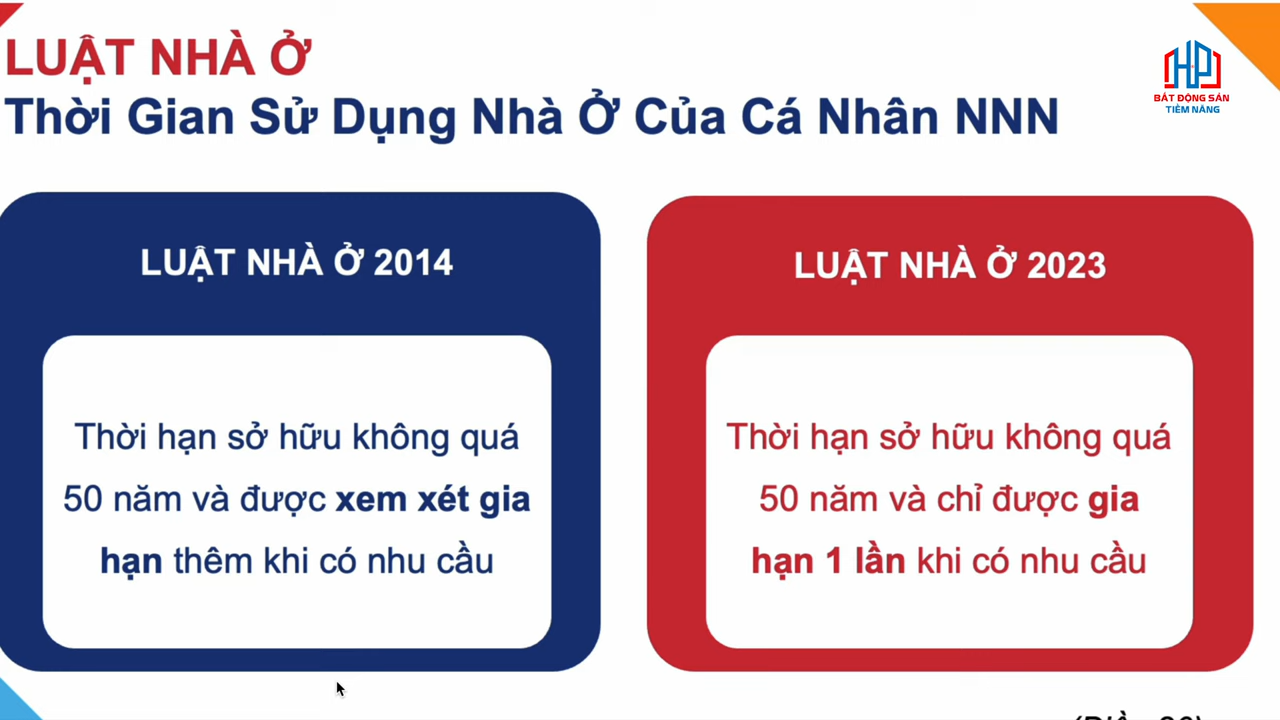 LUẬT NHÀ Ở
Thời Gian Sử Dụng Nhà Ở Của Cá Nhân NNN
HP
BẤT ĐỘNG SẢN
TIỀM NĂNG
LUẬT NHÀ Ở 2014
Thời hạn sở hữu không quá
50 năm và được xem xét gia
hạn thêm khi có nhu cầu
LUẬT NHÀ Ở 2023
Thời hạn sở hữu không quá
50 năm và chỉ được gia
hạn 1 lần khi có nhu cầu